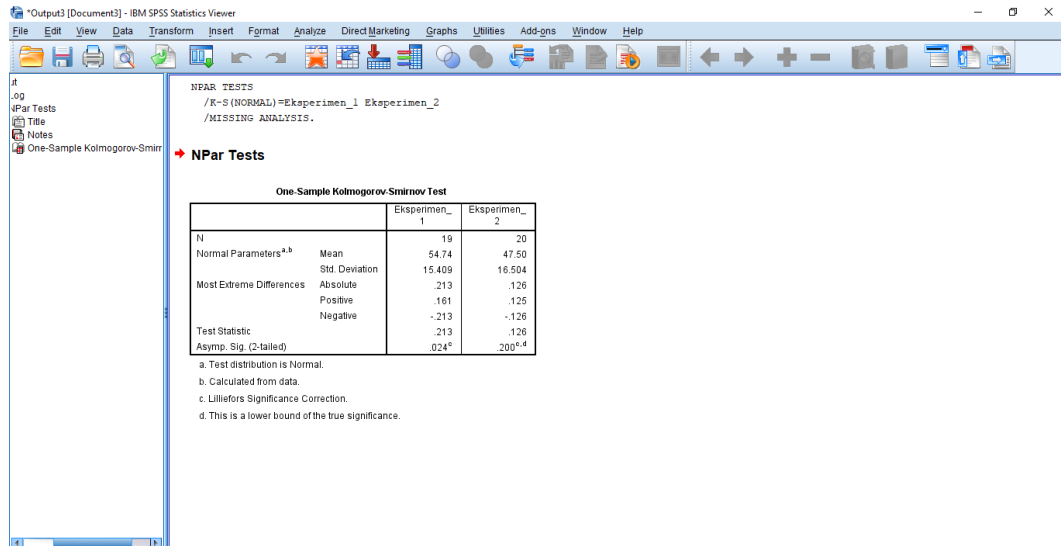 *Output3 [Document3] - IBM SPSS Statistics Viewer
File Edit View Data Transform Insert Format Analyze Direct Marketing Graphs Utilities Add-ons Window Help
ut
Log
NPar Tests
Title
Notes
One-Sample Kolmogorov-Smirr
NPAR TESTS
/K-S(NORMAL)=Eksperimen_1 Eksperimen_2
/MISSING ANALYSIS.
NPar Tests
One-Sample Kolmogorov-Smirnov Test
Eksperimen_1 Eksperimen_2
N 19 20
Normal Parameters a,b Mean 54.74 47.50
Std. Deviation 15.409 16.504
Most Extreme Differences Absolute .213 .126
Positive .161 .125
Negative -.213 -.126
Test Statistic .213 .126
Asymp. Sig. (2-tailed) .024 c .200 c,d
a. Test distribution is Normal.
b. Calculated from data.
c. Lilliefors Significance Correction.
d. This is a lower bound of the true significance.